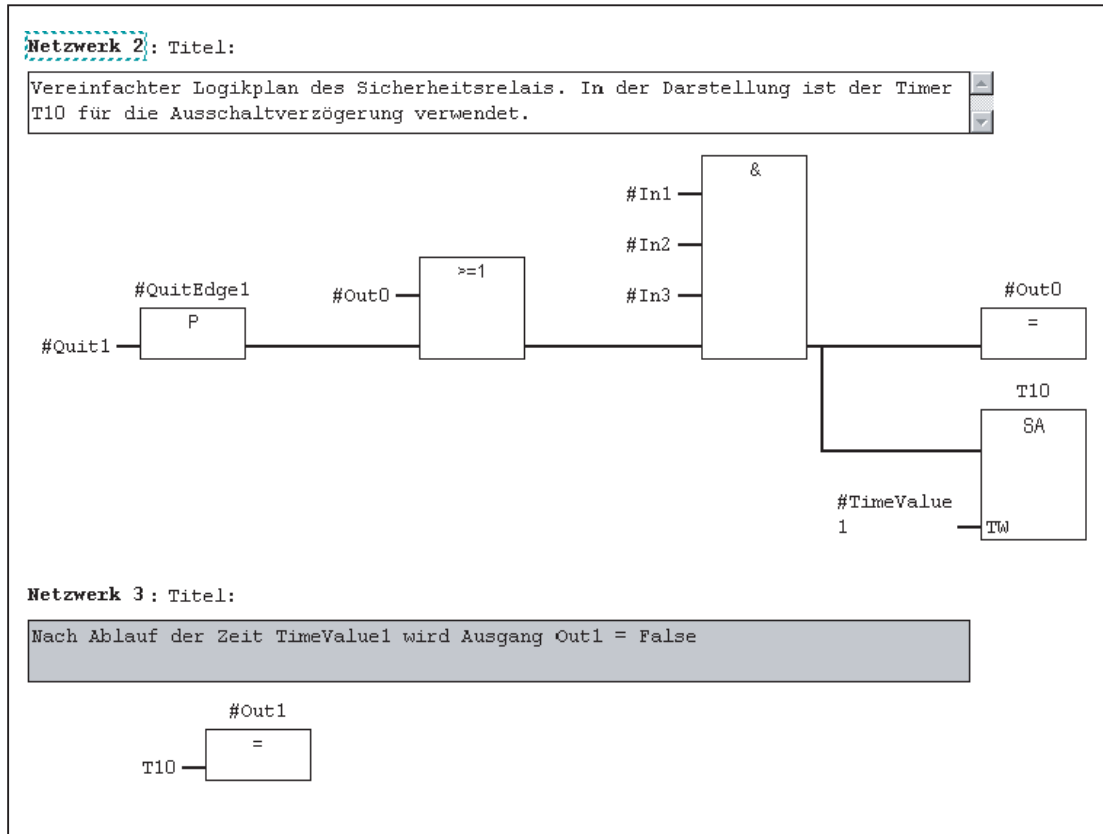 Netzwerk 2: Titel:
Vereinfachter Logikplan des Sicherheitsrelais. In der Darstellung ist der Timer
T10 für die Ausschaltverzögerung verwendet.
&
#In1
#In2
#In3
>=1
#Out0
#QuitEdge1
P
#Quit1
#Out0
=
T10
SA
#TimeValue
1
TW
Netzwerk 3: Titel:
Nach Ablauf der Zeit TimeValue1 wird Ausgang Out1 = False
#Out1
=
T10